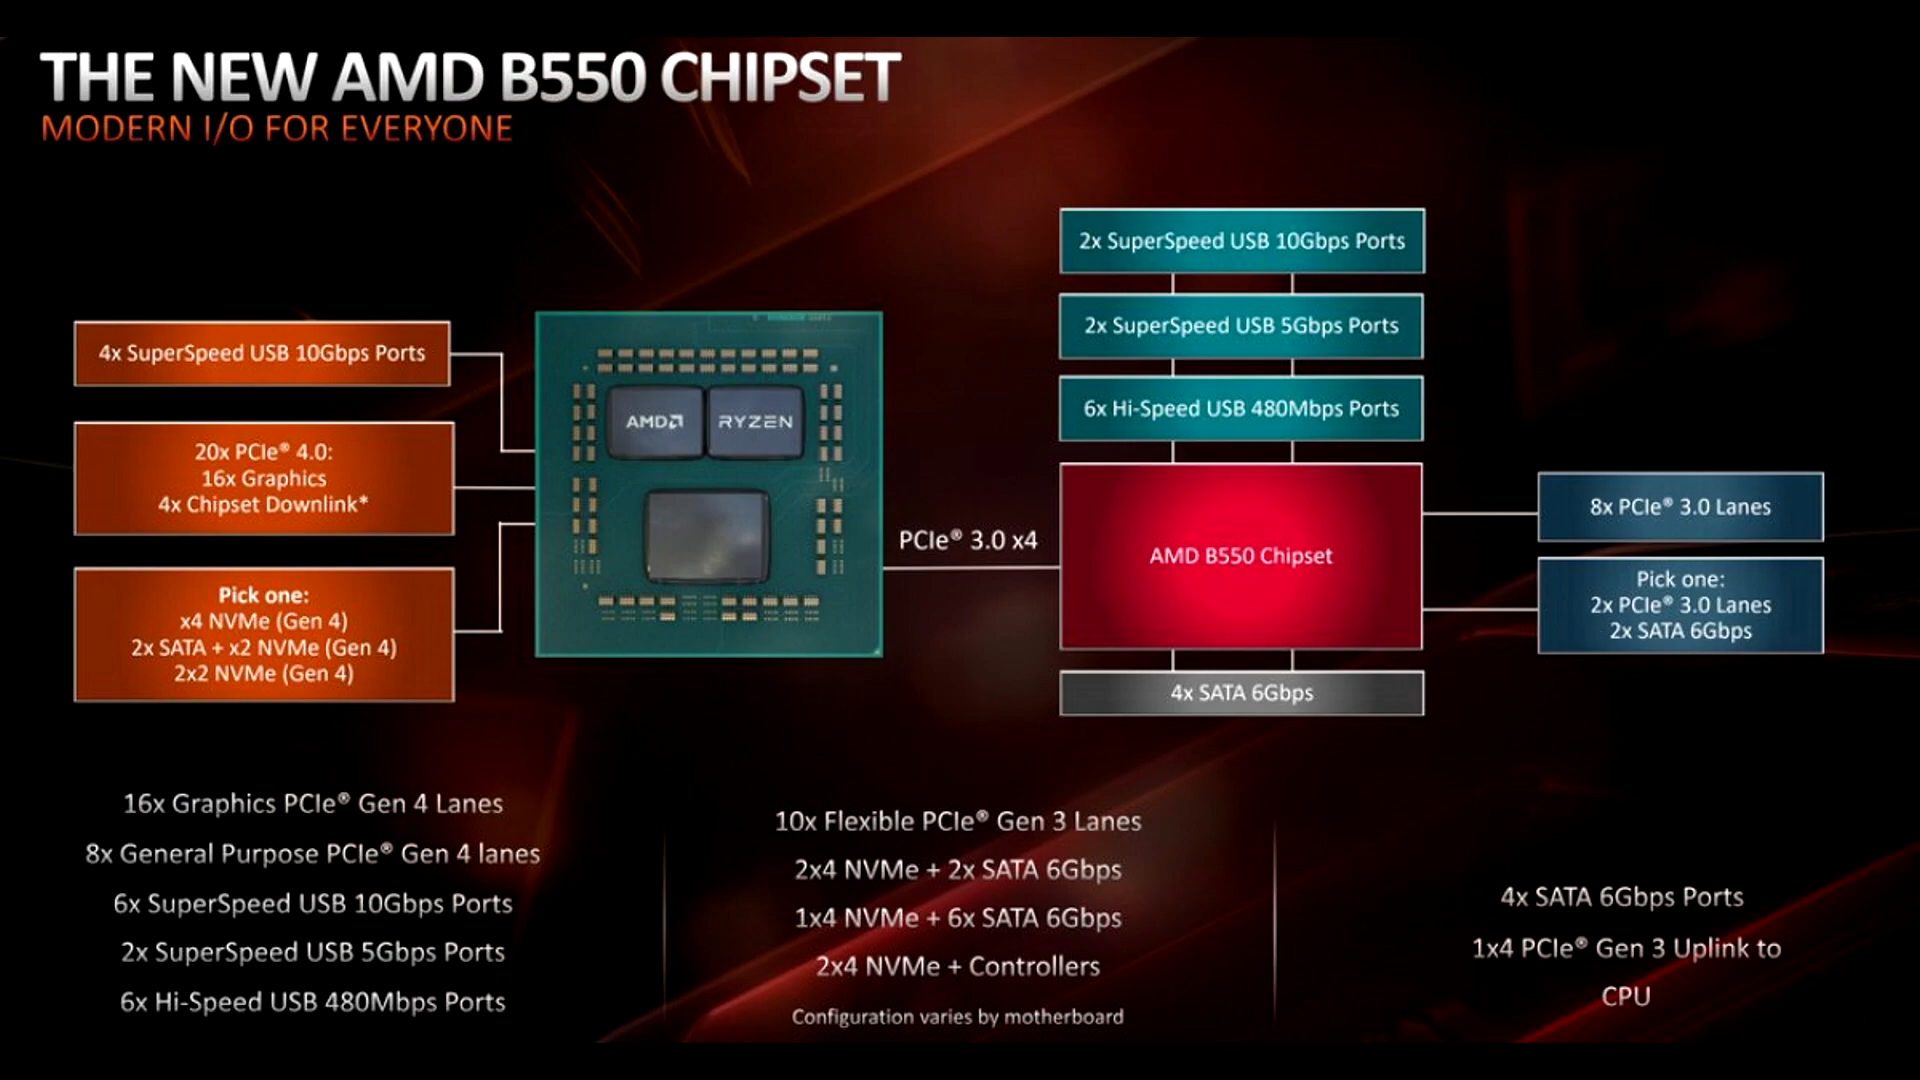 THE NEW AMD B550 CHIPSET
MODERN I/O FOR EVERYONE
4x SuperSpeed USB 10Gbps Ports
20x PCIe® 4.0:
16x Graphics
4x Chipset Downlink*
Pick one:
x4 NVMe (Gen 4)
2x SATA + x2 NVMe (Gen 4)
2x2 NVMe (Gen 4)
AMD
RYZEN
PCIe® 3.0 x4
2x SuperSpeed USB 10Gbps Ports
2x SuperSpeed USB 5Gbps Ports
6x Hi-Speed USB 480Mbps Ports
AMD B550 Chipset
4x SATA 6Gbps
8x PCIe® 3.0 Lanes
Pick one:
2x PCIe® 3.0 Lanes
2x SATA 6Gbps
16x Graphics PCIe® Gen 4 Lanes
8x General Purpose PCIe® Gen 4 lanes
6x SuperSpeed USB 10Gbps Ports
2x SuperSpeed USB 5Gbps Ports
6x Hi-Speed USB 480Mbps Ports
10x Flexible PCIe® Gen 3 Lanes
2x4 NVMe + 2x SATA 6Gbps
1x4 NVMe + 6x SATA 6Gbps
2x4 NVMe + Controllers
Configuration varies by motherboard
4x SATA 6Gbps Ports
1x4 PCIe® Gen 3 Uplink to
CPU